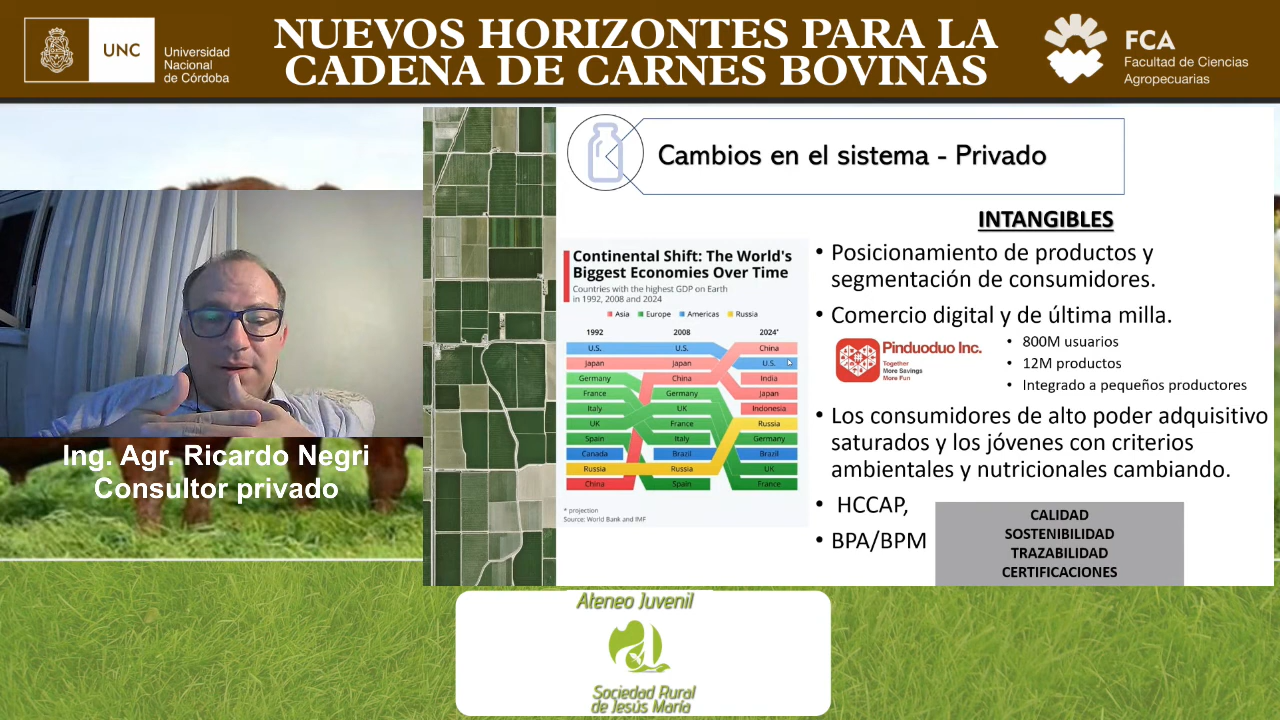 UNC
Universidad
Nacional
de Córdoba
NUEVOS HORIZONTES PARA LA
CADENA DE CARNES BOVINAS
FCA
Facultad de Ciencias
Agropecuarias
Cambios en el sistema - Privado
INTANGIBLES
Continental Shift: The World's
Biggest Economies Over Time
Countries with the highest GDP on Earth
in 1992, 2008 and 2024
Asia Europe Americas Russia
1992 2008 2024*
U.S. U.S. China
Japan Japan U.S.
Germany China India
France Germany Japan
Italy UK Indonesia
UK France Russia
Spain Italy Germany
Canada Brazil Brazil
Russia Russia UK
China Spain France
* projection
Source: World Bank and IMF
• Posicionamiento de productos y
segmentación de consumidores.
• Comercio digital y de última milla.
Pinduoduo Inc.
Together
More Savings
More Fun
• 800M usuarios
• 12M productos
• Integrado a pequeños productores
• Los consumidores de alto poder adquisitivo
saturados y los jóvenes con criterios
ambientales y nutricionales cambiando.
• HCCAP,
• BPA/BPM
CALIDAD
SOSTENIBILIDAD
TRAZABILIDAD
CERTIFICACIONES
Ing. Agr. Ricardo Negri
Consultor privado
Ateneo Juvenil
Sociedad Rural
de Jesús María